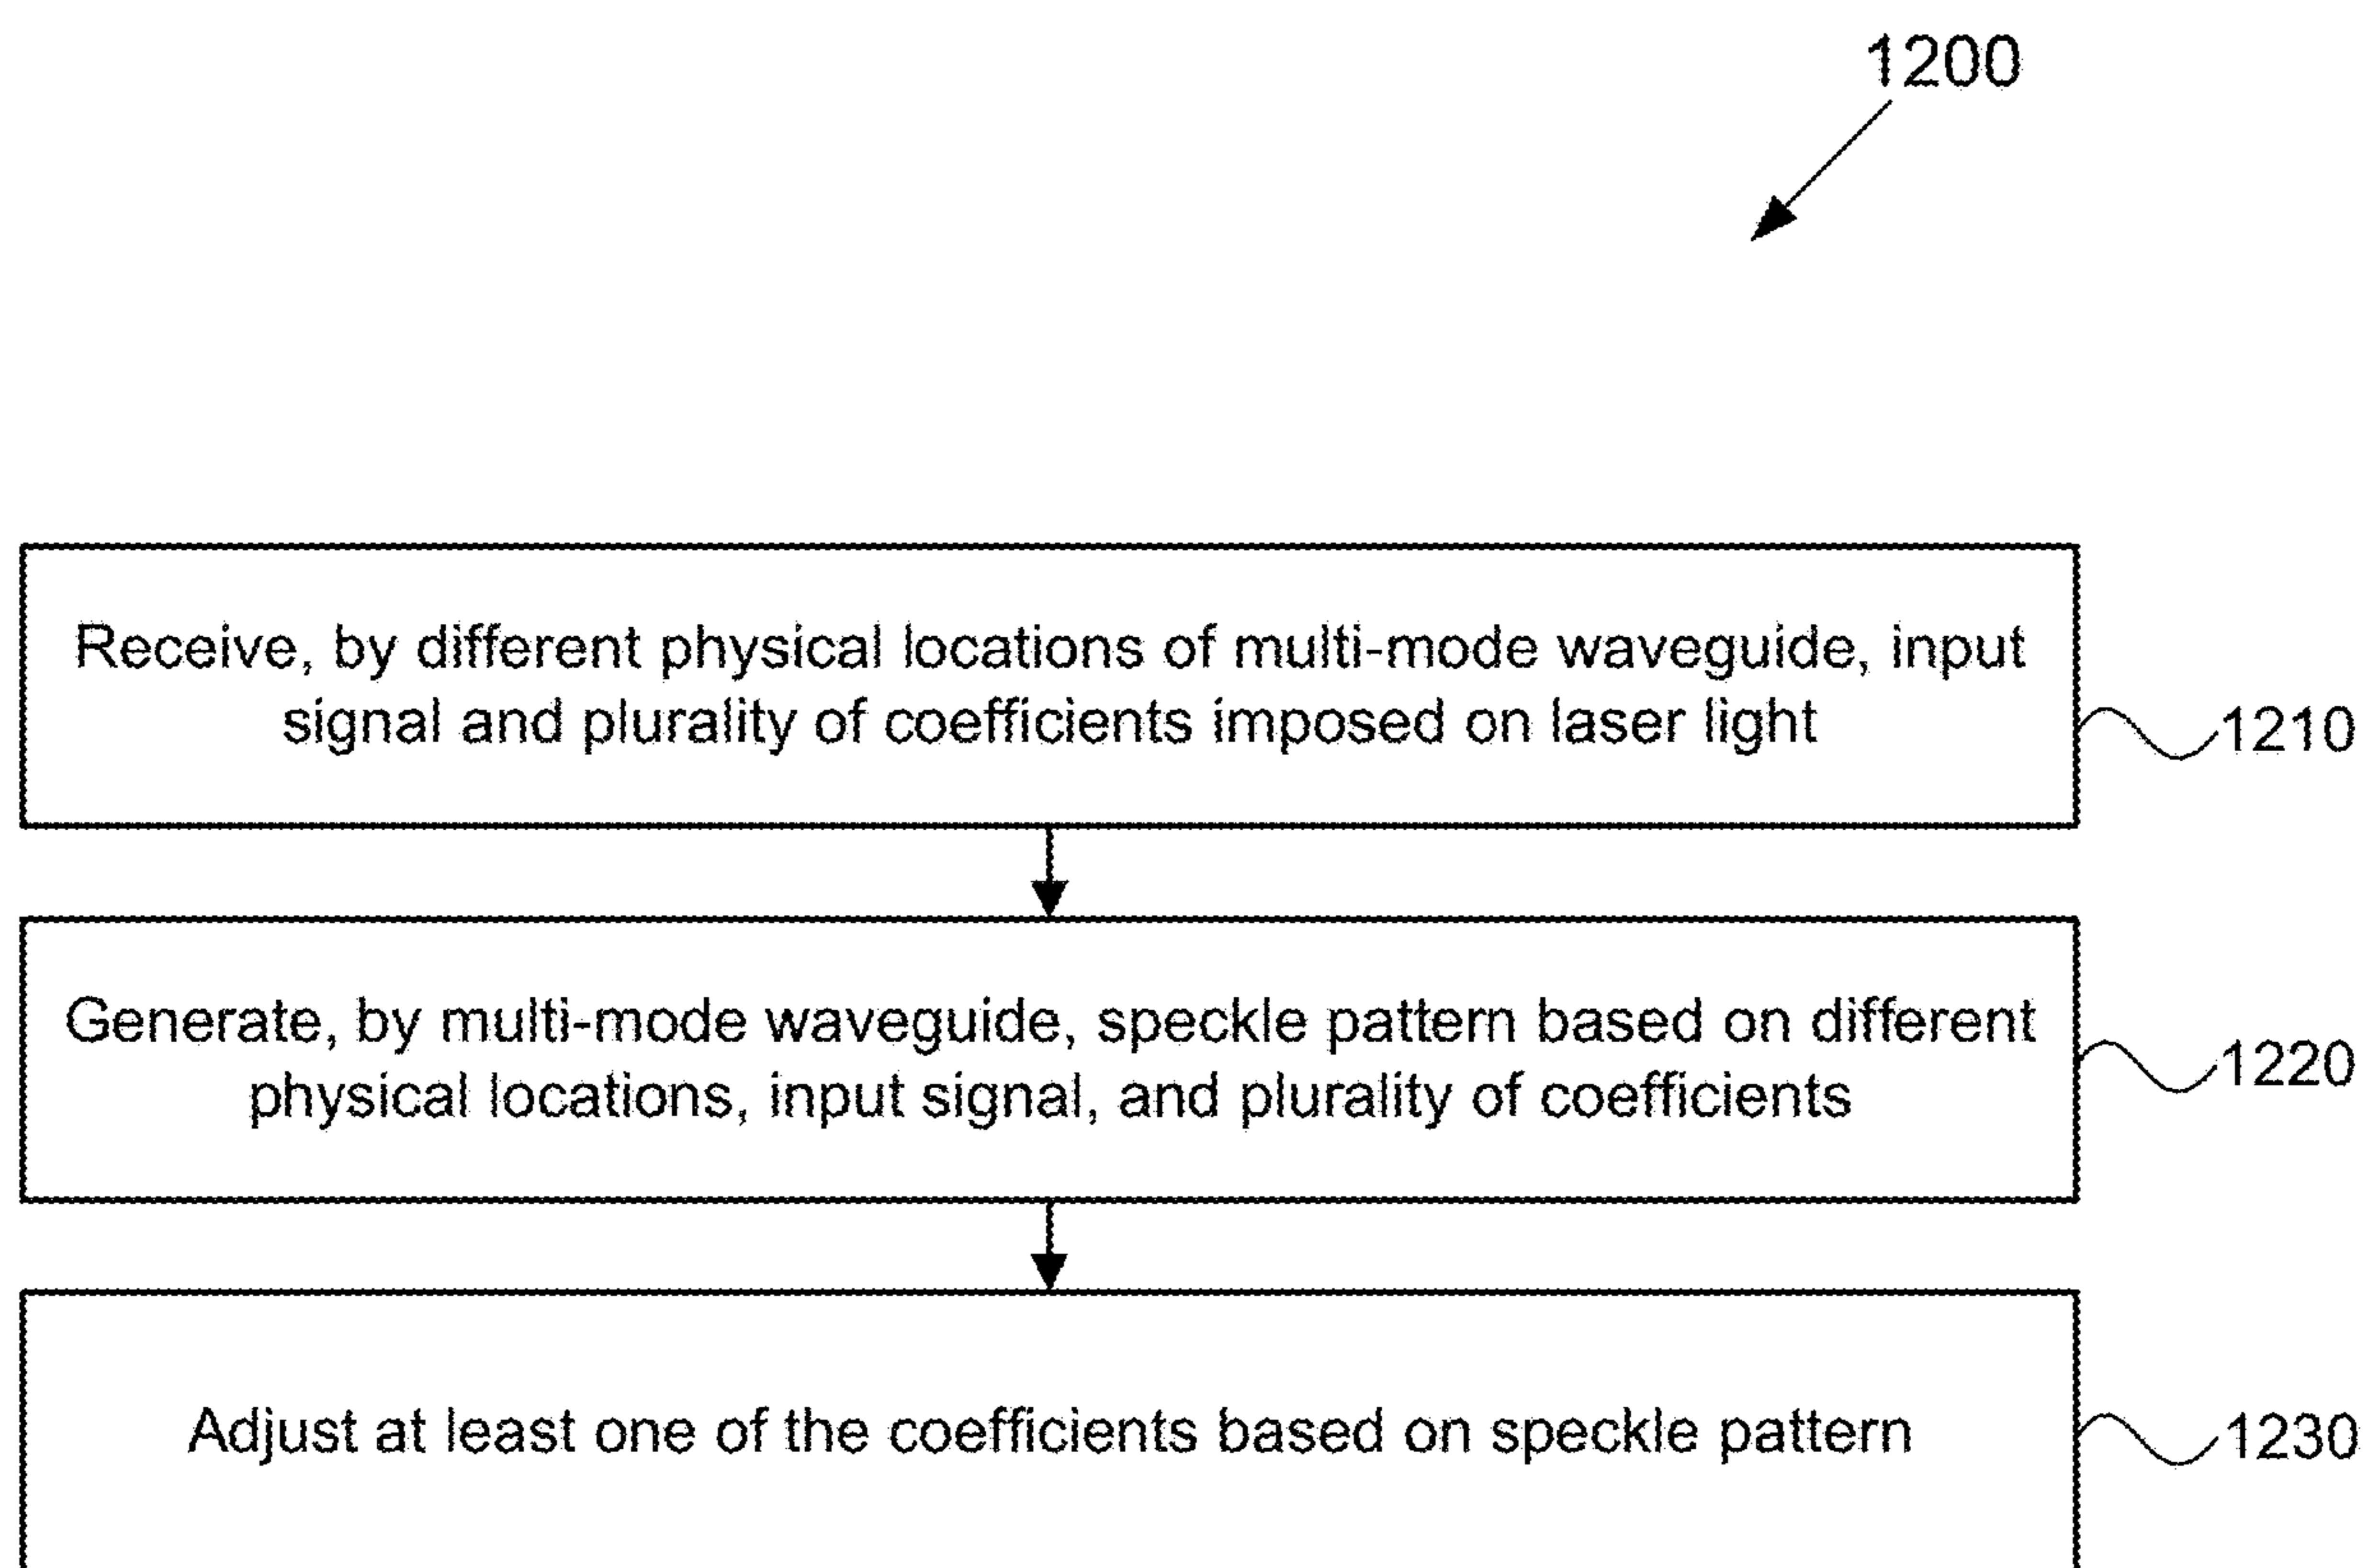 1200
Receive, by different physical locations of multi-mode waveguide, input
signal and plurality of coefficients imposed on laser light
1210
Generate, by multi-mode waveguide, speckle pattern based on different
physical locations, input signal, and plurality of coefficients
1220
Adjust at least one of the coefficients based on speckle pattern
1230